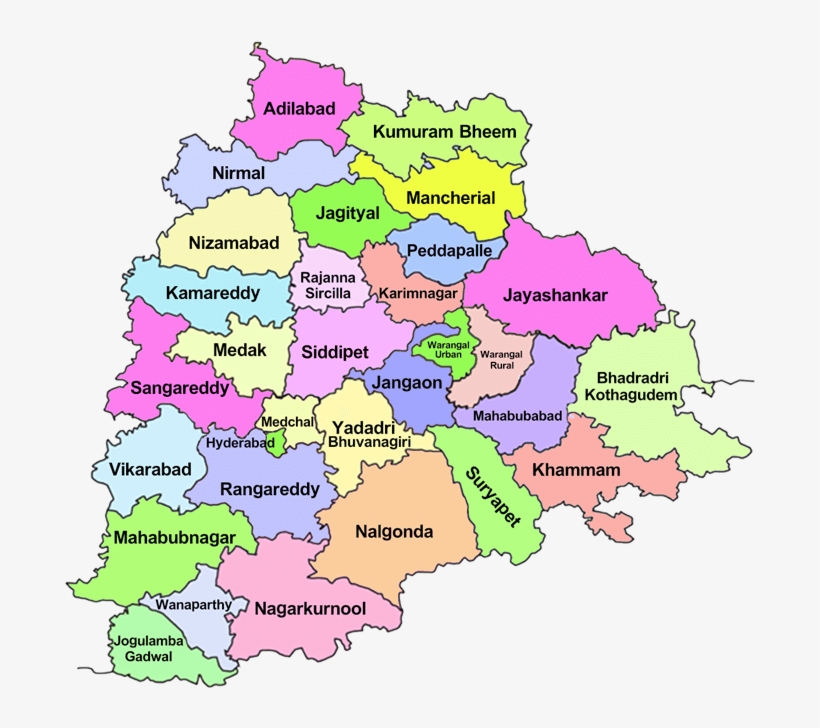 Adilabad
Kumuram Bheem
Nirmal
Mancherial
Jagityal
Nizamabad
Peddapalle
Rajanna
Sircilla
Kamareddy
Karimnagar
Jayashankar
Medak
Siddipet
Warangal
Urban
Warangal
Rural
Sangareddy
Jangaon
Bhadradri
Kothagudem
Mahabubabad
Medchal
Yadadri
Bhuvanagiri
Hyderabad
Vikarabad
Khammam
Rangareddy
Suryapet
Mahabubnagar
Nalgonda
Wanaparthy
Nagarkurnool
Jogulamba
Gadwal